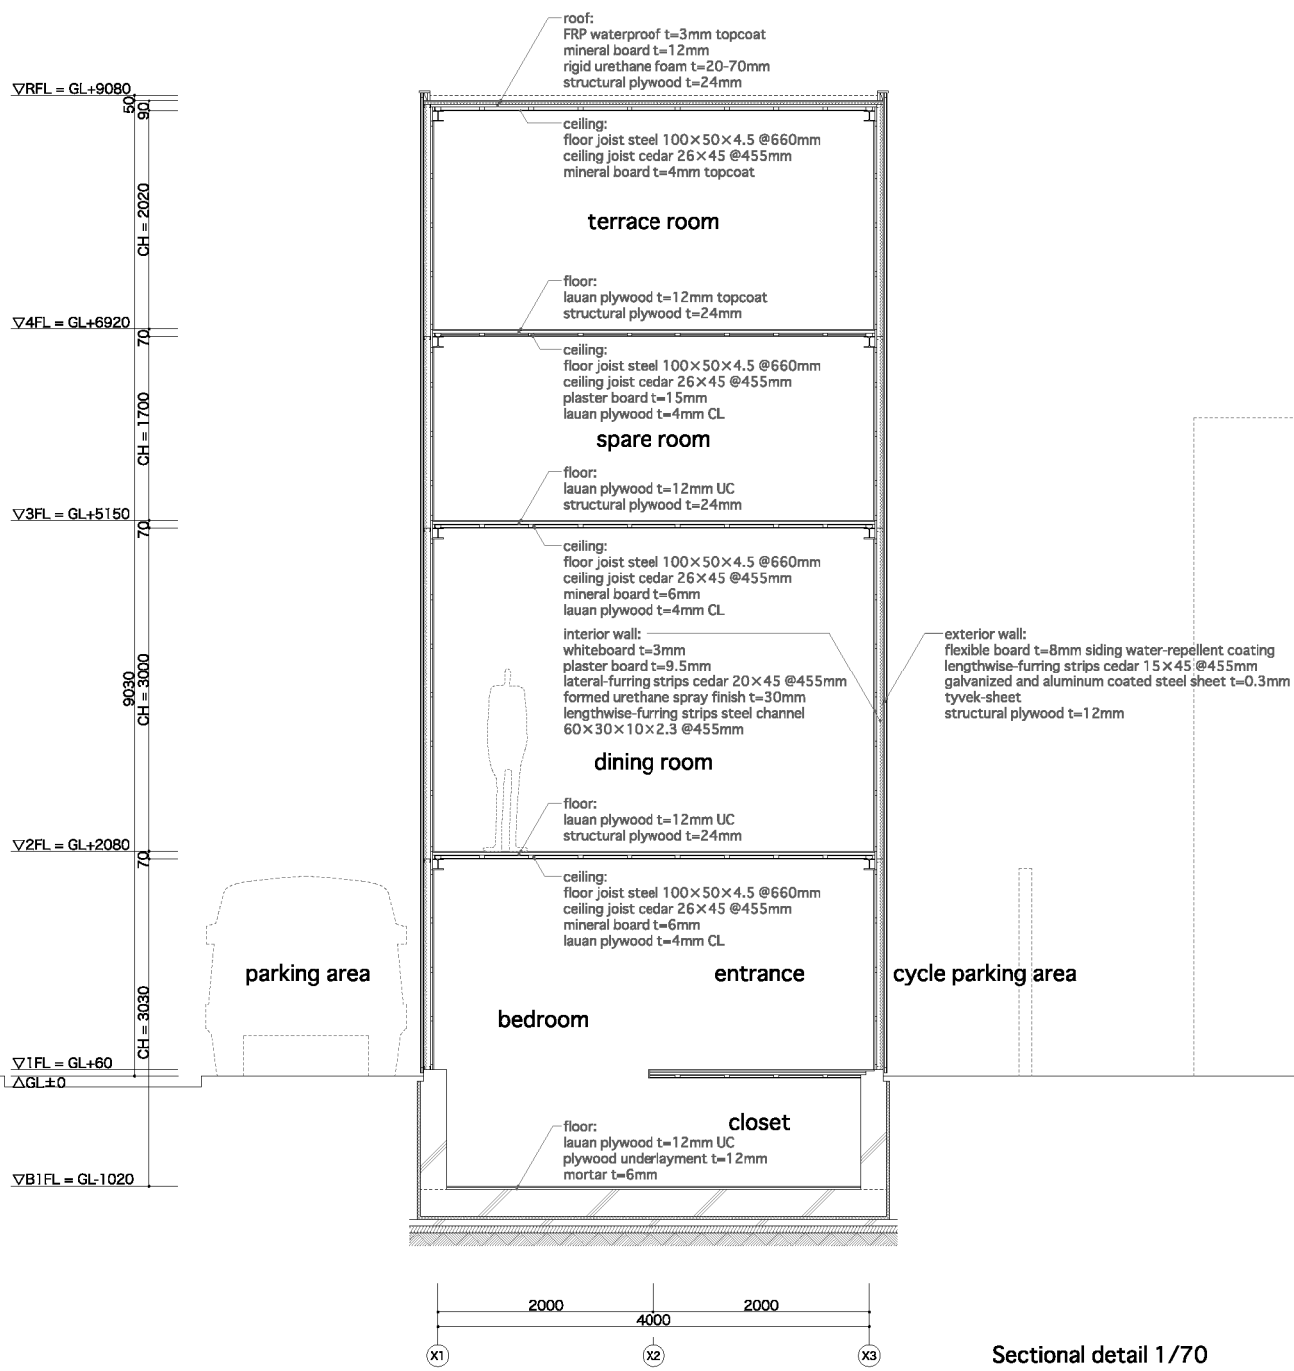 roof:
FRP waterproof t=3mm topcoat
mineral board t=12mm
rigid urethane foam t=20-70mm
structural plywood t=24mm
▽RFL = GL+9080
50
90
ceiling:
floor joist steel 100×50×4.5 @660mm
ceiling joist cedar 26×45 @455mm
mineral board t=4mm topcoat
CH = 2020
terrace room
floor:
lauan plywood t=12mm topcoat
structural plywood t=24mm
▽4FL = GL+6920
70
ceiling:
floor joist steel 100×50×4.5 @660mm
ceiling joist cedar 26×45 @455mm
plaster board t=15mm
lauan plywood t=4mm CL
CH = 1700
spare room
floor:
lauan plywood t=12mm UC
structural plywood t=24mm
▽3FL = GL+5150
70
ceiling:
floor joist steel 100×50×4.5 @660mm
ceiling joist cedar 26×45 @455mm
mineral board t=6mm
lauan plywood t=4mm CL
interior wall:
whiteboard t=3mm
plaster board t=9.5mm
lateral-furring strips cedar 20×45 @455mm
formed urethane spray finish t=30mm
lengthwise-furring strips steel channel
60×30×10×2.3 @455mm
exterior wall:
flexible board t=8mm siding water-repellent coating
lengthwise-furring strips cedar 15×45 @455mm
galvanized and aluminum coated steel sheet t=0.3mm
tyvek-sheet
structural plywood t=12mm
9030
CH = 3000
dining room
floor:
lauan plywood t=12mm UC
structural plywood t=24mm
▽2FL = GL+2080
70
ceiling:
floor joist steel 100×50×4.5 @660mm
ceiling joist cedar 26×45 @455mm
mineral board t=6mm
lauan plywood t=4mm CL
parking area
entrance
cycle parking area
bedroom
CH = 3030
▽1FL = GL+60
△GL±0
closet
floor:
lauan plywood t=12mm UC
plywood underlayment t=12mm
mortar t=6mm
▽B1FL = GL-1020
2000
2000
4000
X1
X2
X3
Sectional detail 1/70